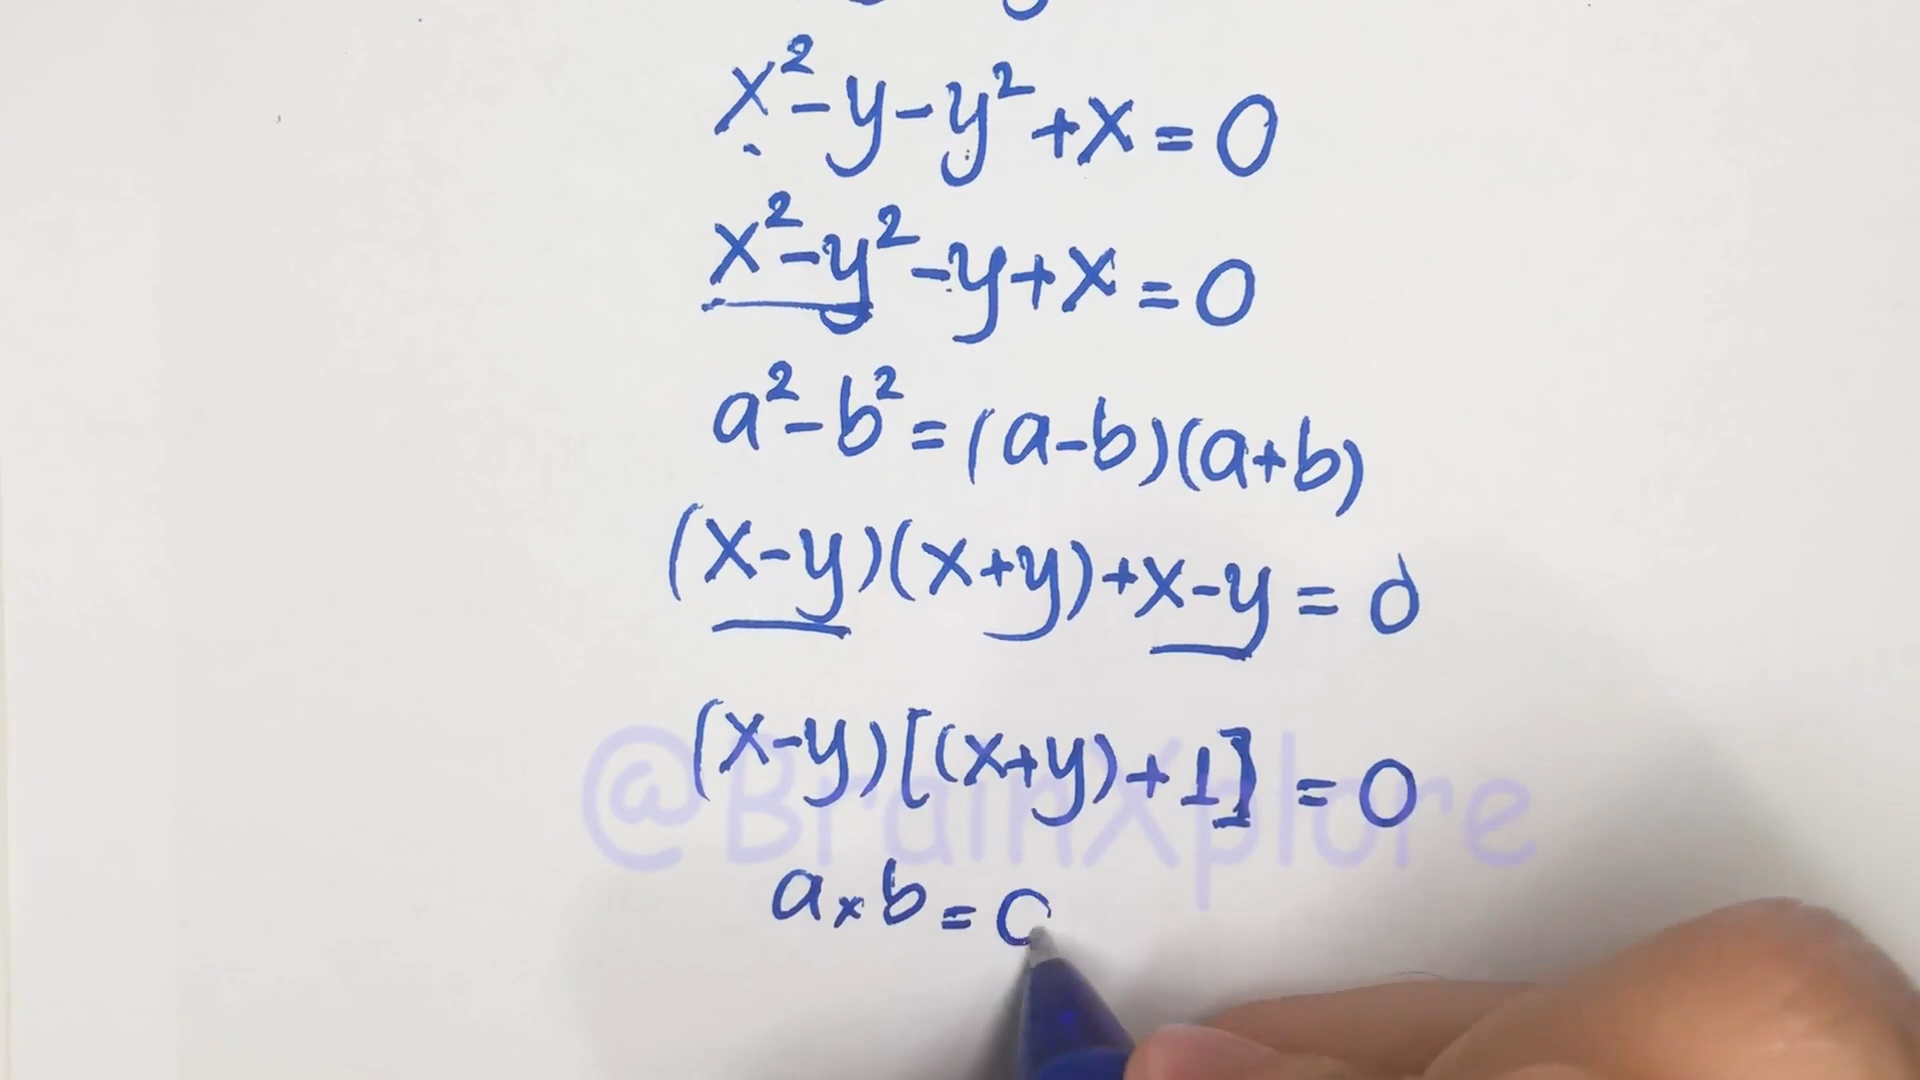 x²-y-y²+x=0
x²-y²-y+x=0
a²-b²=(a-b)(a+b)
(x-y)(x+y)+x-y=0
(x-y)[(x+y)+1]=0
@BrainXplore
a×b=0